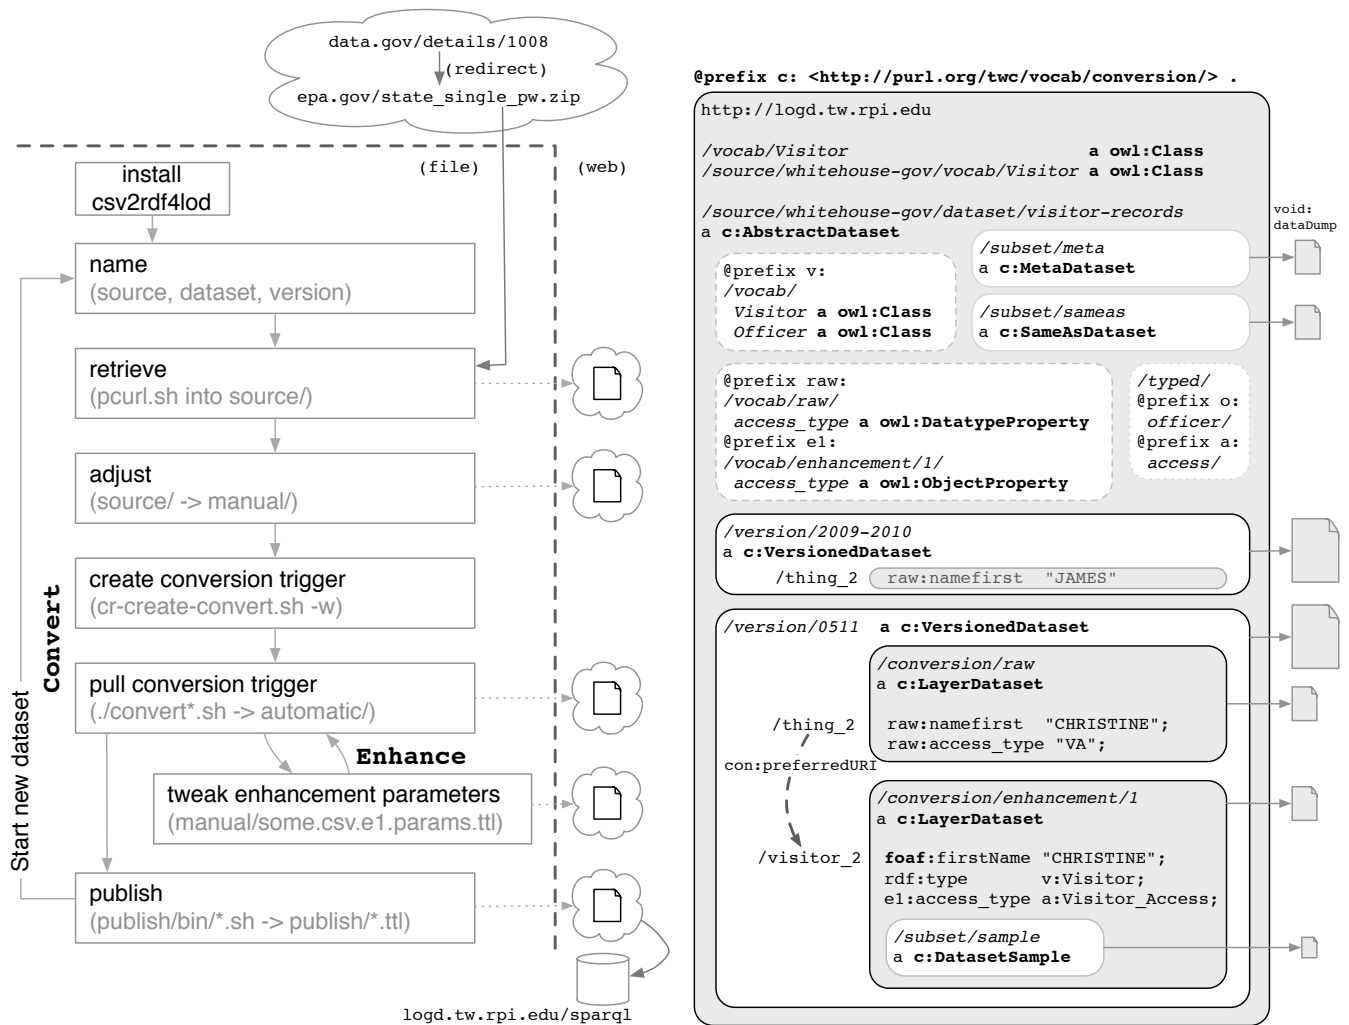 data.gov/details/1008
(redirect)
epa.gov/state_single_pw.zip
(file)
(web)
install
csv2rdf4lod
name
(source, dataset, version)
retrieve
(pcurl.sh into source/)
adjust
(source/ -> manual/)
create conversion trigger
(cr-create-convert.sh -w)
Convert
pull conversion trigger
(./convert*.sh -> automatic/)
Enhance
tweak enhancement parameters
(manual/some.csv.e1.params.ttl)
Start new dataset
publish
(publish/bin/*.sh -> publish/*.ttl)
logd.tw.rpi.edu/sparql
@prefix c: <http://purl.org/twc/vocab/conversion/> .
http://logd.tw.rpi.edu
/vocab/Visitor a owl:Class
/source/whitehouse-gov/vocab/Visitor a owl:Class
/source/whitehouse-gov/dataset/visitor-records
a c:AbstractDataset
void:
dataDump
/subset/meta
a c:MetaDataset
@prefix v:
/vocab/
Visitor a owl:Class
Officer a owl:Class
/subset/sameas
a c:SameAsDataset
@prefix raw:
/vocab/raw/
access_type a owl:DatatypeProperty
@prefix e1:
/vocab/enhancement/1/
access_type a owl:ObjectProperty
/typed/
@prefix o:
officer/
@prefix a:
access/
/version/2009-2010
a c:VersionedDataset
/thing_2 raw:namefirst "JAMES"
/version/0511 a c:VersionedDataset
/conversion/raw
a c:LayerDataset
/thing_2 raw:namefirst "CHRISTINE";
raw:access_type "VA";
con:preferredURI
/conversion/enhancement/1
a c:LayerDataset
/visitor_2 foaf:firstName "CHRISTINE";
rdf:type v:Visitor;
e1:access_type a:Visitor_Access;
/subset/sample
a c:DatasetSample